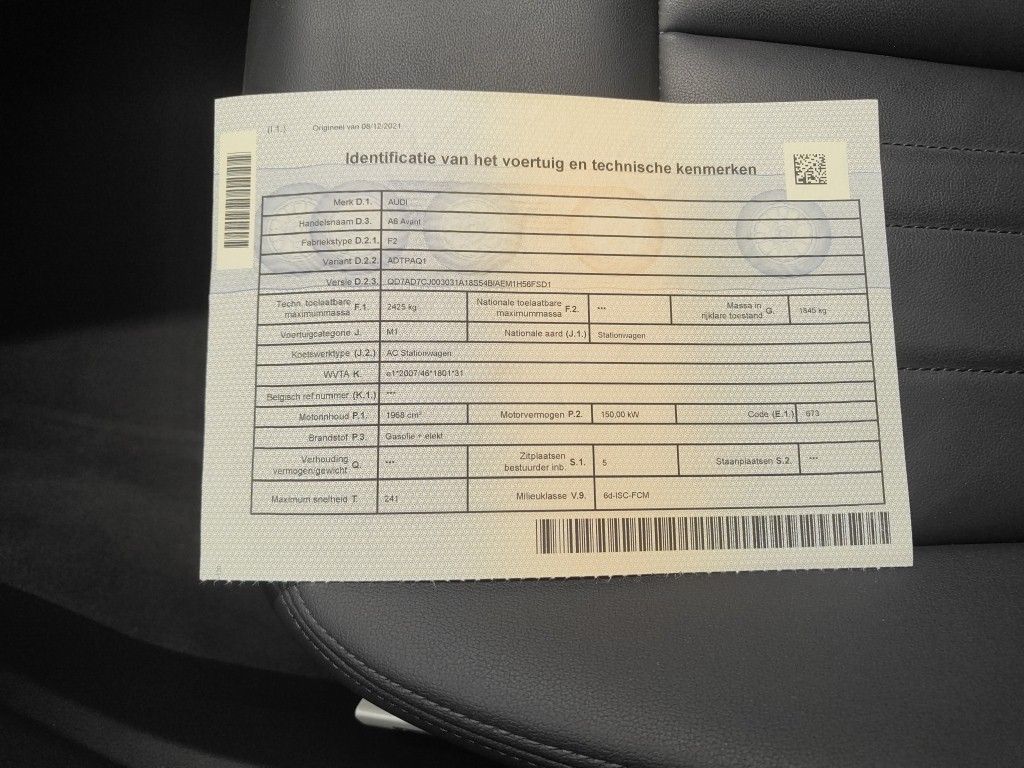 (I.1.) Origineel van 08/12/2021
Identificatie van het voertuig en technische kenmerken
Merk D.1. AUDI
Handelsnaam D.3. A6 Avant
Fabriekstype D.2.1. F2
Variant D.2.2. ADTPAQ1
Versie D.2.3. QD7AD7CJ003031A18S54B/AEM1H56FSD1
Techn. toelaatbare maximummassa F.1. 2425 kg Nationale toelaatbare maximummassa F.2. --- Massa in rijklare toestand G. 1845 kg
Voertuigcategorie J. M1 Nationale aard (J.1.) Stationwagen
Koetswerktype (J.2.) AC Stationwagen
WVTA K. e1*2007/46*1801*31
Belgisch ref.nummer (K.1.) ---
Motorinhoud P.1. 1968 cm³ Motorvermogen P.2. 150,00 kW Code (E.1.) 673
Brandstof P.3. Gasolie + elekt
Verhouding vermogen/gewicht Q. --- Zitplaatsen bestuurder inb. S.1. 5 Staanplaatsen S.2. ---
Maximum snelheid T. 241 Milieuklasse V.9. 6d-ISC-FCM